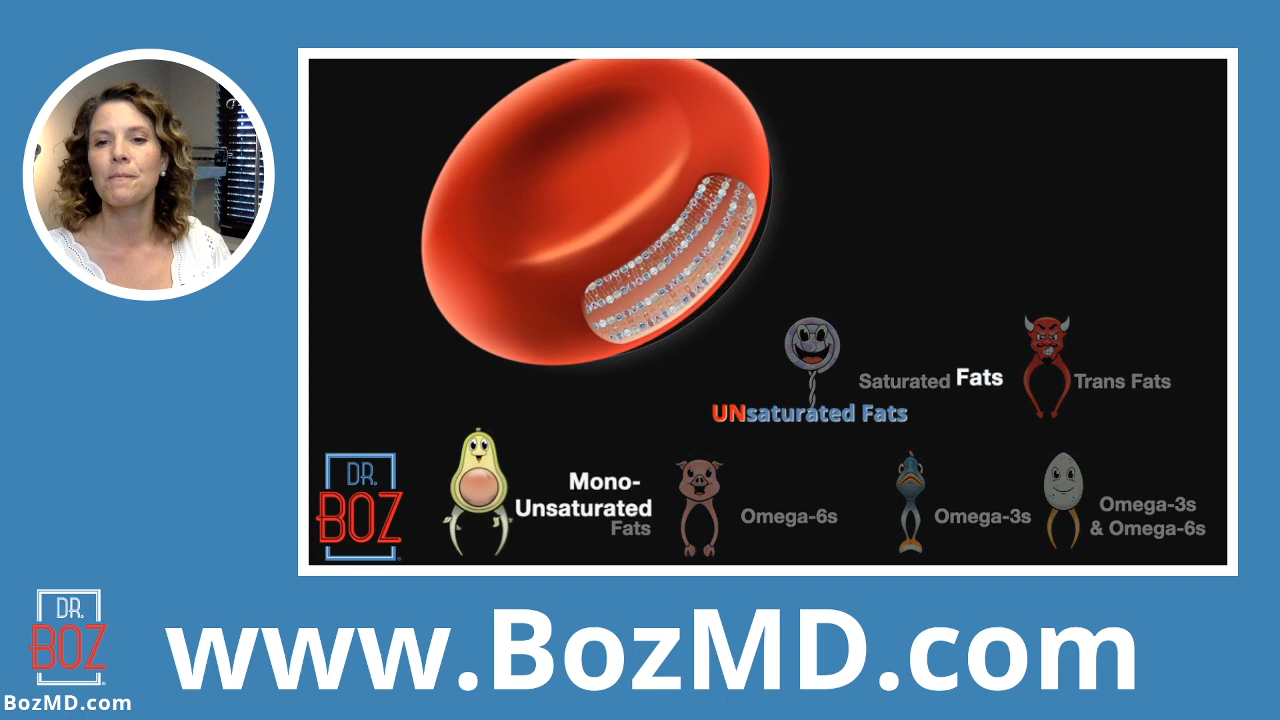 Saturated Fats
Trans Fats
UNsaturated Fats
DR.
BOZ
Mono-
Unsaturated
Fats
Omega-6s
Omega-3s
Omega-3s
& Omega-6s
DR.
BOZ
BozMD.com
www.BozMD.com